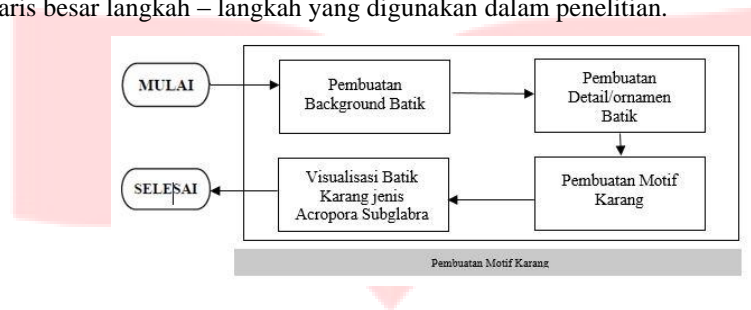 aris besar langkah – langkah yang digunakan dalam penelitian.
MULAI
Pembuatan
Background Batik
Pembuatan
Detail/ornamen
Batik
Pembuatan Motif
Karang
Visualisasi Batik
Karang jenis
Acropora Subglabra
SELESAI
Pembuatan Motif Karang